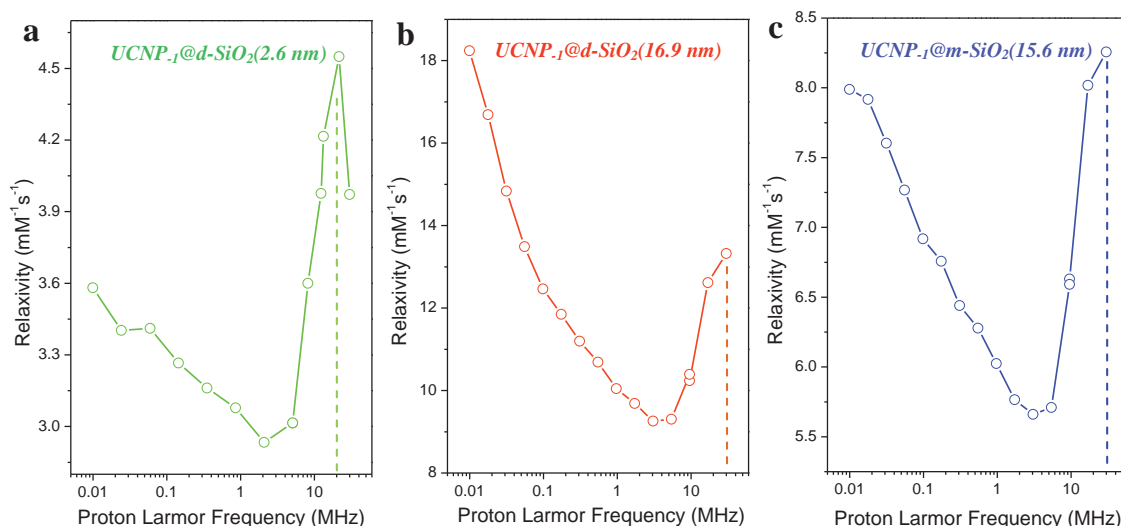 a
UCNP-1@d-SiO2(2.6 nm)
4.5
4.2
3.9
3.6
3.3
3.0
Relaxivity (mM-1s-1)
0.01 0.1 1 10
Proton Larmor Frequency (MHz)
b
UCNP-1@d-SiO2(16.9 nm)
18
16
14
12
10
8
Relaxivity (mM-1s-1)
0.01 0.1 1 10
Proton Larmor Frequency (MHz)
c
UCNP-1@m-SiO2(15.6 nm)
8.5
8.0
7.5
7.0
6.5
6.0
5.5
Relaxivity (mM-1s-1)
0.01 0.1 1 10
Proton Larmor Frequency (MHz)